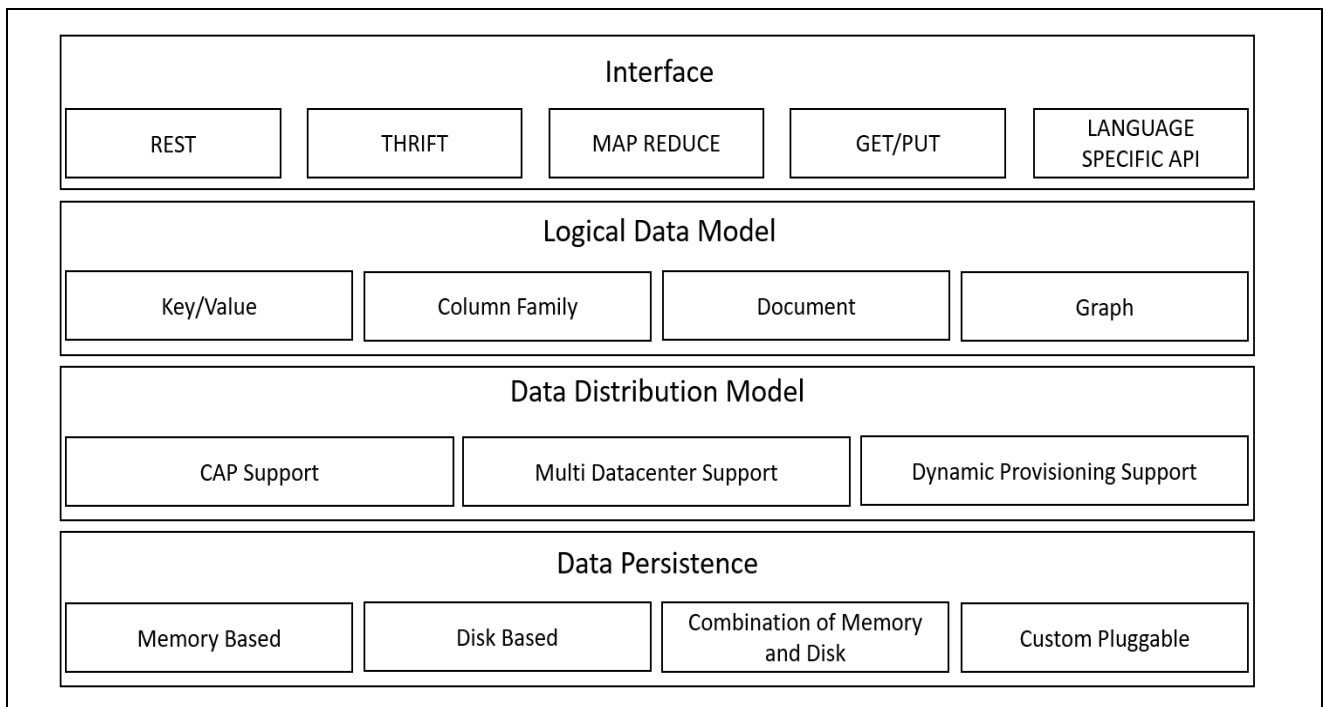 Interface
REST
THRIFT
MAP REDUCE
GET/PUT
LANGUAGE
SPECIFIC API
Logical Data Model
Key/Value
Column Family
Document
Graph
Data Distribution Model
CAP Support
Multi Datacenter Support
Dynamic Provisioning Support
Data Persistence
Memory Based
Disk Based
Combination of Memory
and Disk
Custom Pluggable